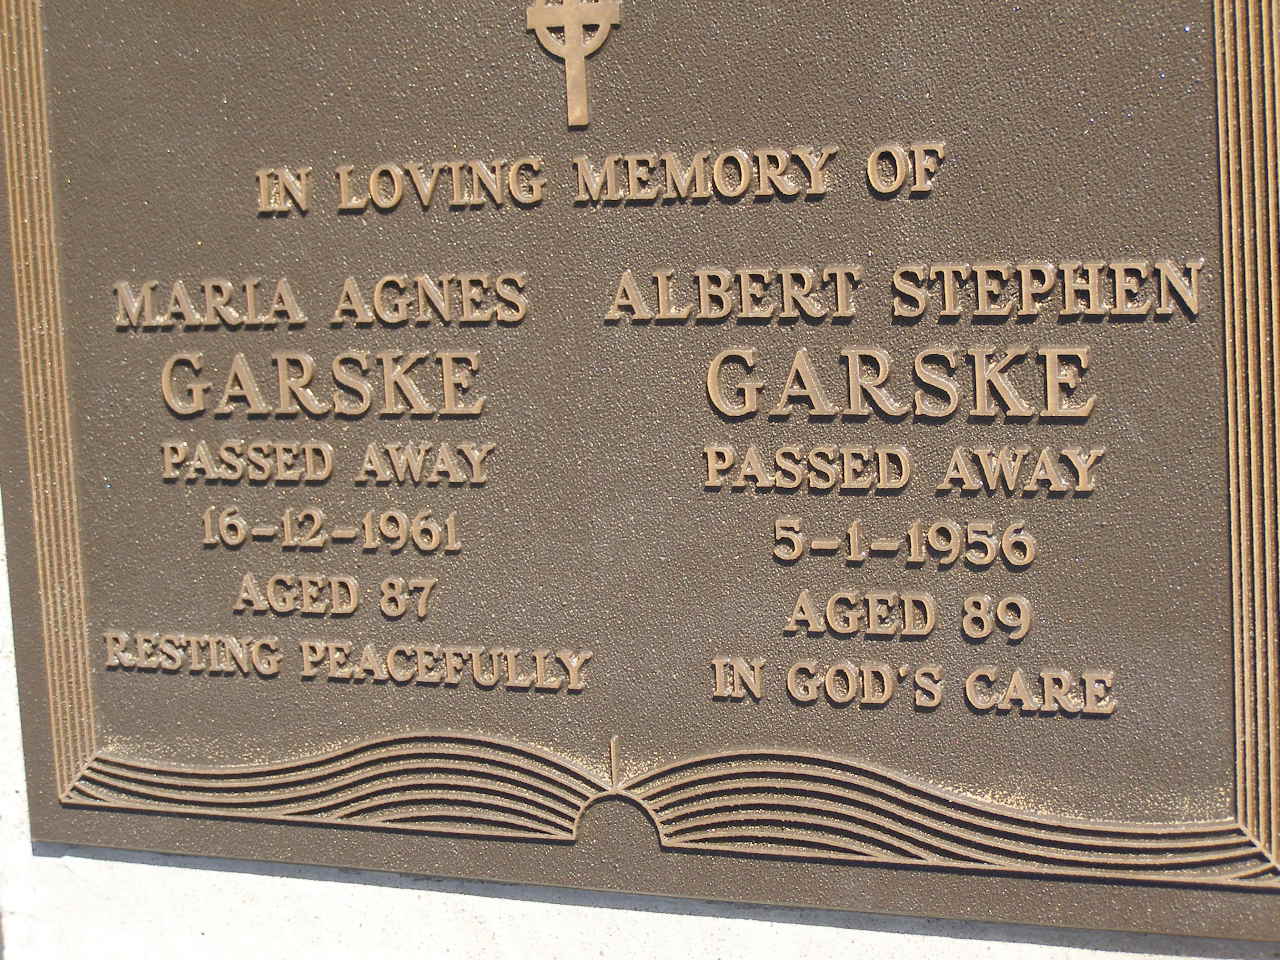 IN LOVING MEMORY OF
MARIA AGNES
GARSKE
PASSED AWAY
16-12-1961
AGED 87
RESTING PEACEFULLY
ALBERT STEPHEN
GARSKE
PASSED AWAY
5-1-1956
AGED 89
IN GOD'S CARE